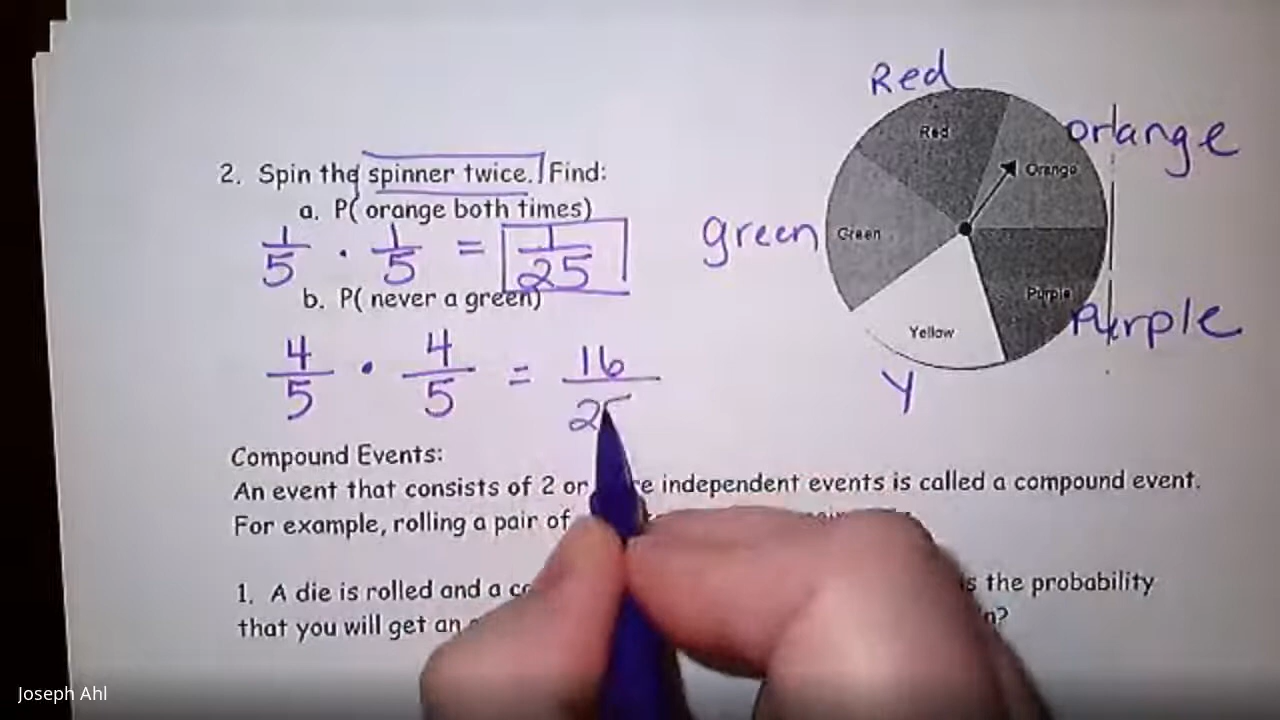 Red
Red
orange
Orange
2. Spin the spinner twice. Find:
a. P( orange both times)
1/5 · 1/5 = 1/25
green
Green
b. P( never a green)
Purple
Purple
Yellow
Y
4/5 · 4/5 = 16/25
Compound Events:
An event that consists of 2 or independent events is called a compound event.
For example, rolling a pair of
1. A die is rolled and a s the probability
that you will get an
Joseph Ahl